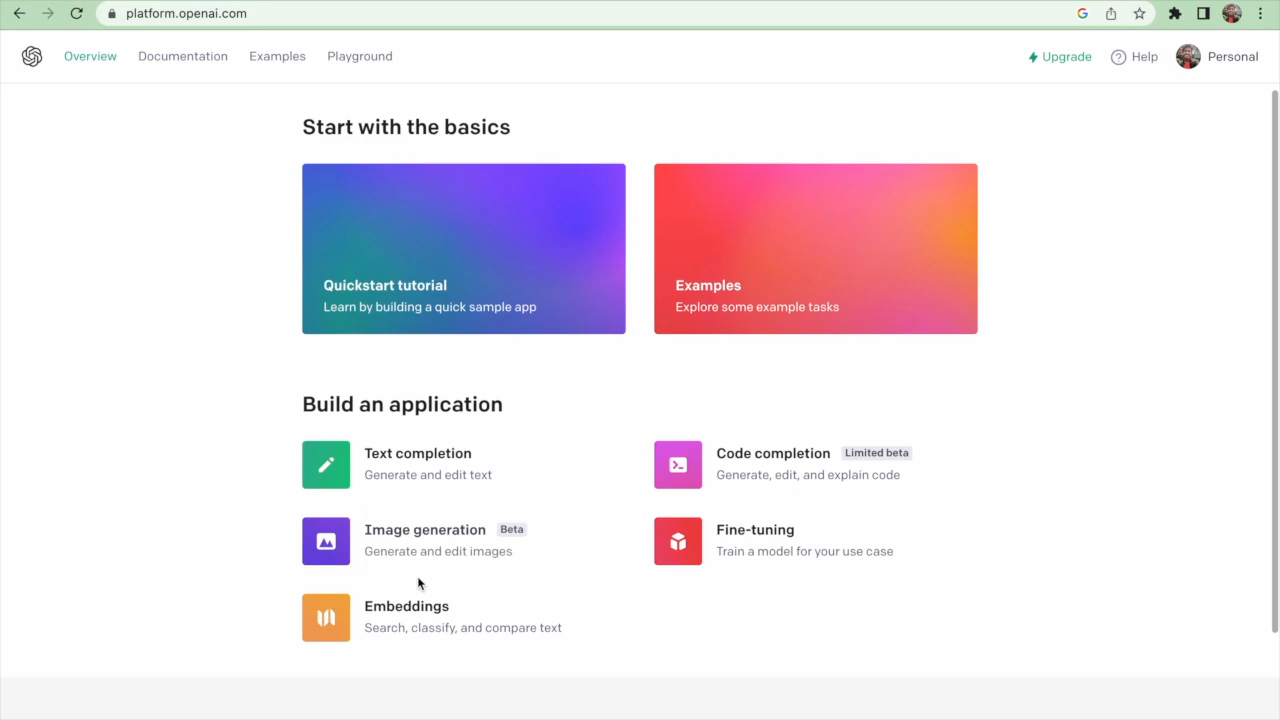 platform.openai.com
Overview Documentation Examples Playground Upgrade Help Personal
Start with the basics
Quickstart tutorial
Learn by building a quick sample app
Examples
Explore some example tasks
Build an application
Text completion
Generate and edit text
Code completion Limited beta
Generate, edit, and explain code
Image generation Beta
Generate and edit images
Fine-tuning
Train a model for your use case
Embeddings
Search, classify, and compare text